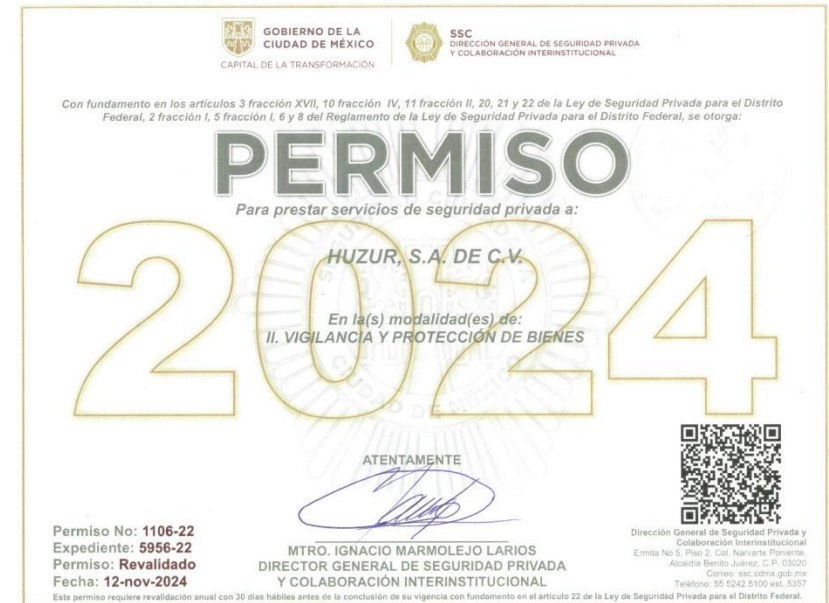 GOBIERNO DE LA
CIUDAD DE MÉXICO
CAPITAL DE LA TRANSFORMACIÓN
SSC
DIRECCIÓN GENERAL DE SEGURIDAD PRIVADA
Y COLABORACIÓN INTERINSTITUCIONAL
Con fundamento en los artículos 3 fracción XVII, 10 fracción IV, 11 fracción II, 20, 21 y 22 de la Ley de Seguridad Privada para el Distrito
Federal, 2 fracción I, 5 fracción I, 6 y 8 del Reglamento de la Ley de Seguridad Privada para el Distrito Federal, se otorga:
PERMISO
Para prestar servicios de seguridad privada a:
2024
HUZUR, S.A. DE C.V.
En la(s) modalidad(es) de:
II. VIGILANCIA Y PROTECCIÓN DE BIENES
CIUDAD DE MÉXICO
ATENTAMENTE
MTRO. IGNACIO MARMOLEJO LARIOS
DIRECTOR GENERAL DE SEGURIDAD PRIVADA
Y COLABORACIÓN INTERINSTITUCIONAL
Permiso No: 1106-22
Expediente: 5956-22
Permiso: Revalidado
Fecha: 12-nov-2024
Dirección General de Seguridad Privada y
Colaboración Interinstitucional
Ermita No 5, Piso 2, Col. Narvarte Poniente,
Alcaldía Benito Juárez, C.P. 03020
Correo: ssc.cdmx.gob.mx
Teléfono: 55 5242 5100 ext. 5357
Este permiso requiere revalidación anual con 30 días hábiles antes de la conclusión de su vigencia con fundamento en el artículo 22 de la Ley de Seguridad Privada para el Distrito Federal.